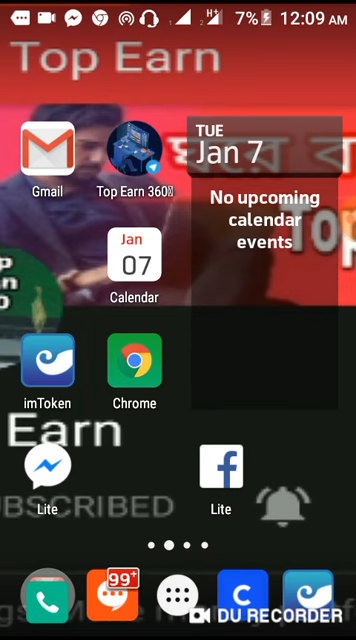 7% 12:09 AM
Top Earn
TUE
Jan 7
Gmail
Top Earn 360
No upcoming
calendar
events
Jan
07
Calendar
imToken
Chrome
Earn
Lite
Lite
UBSCRIBED
99+
C
DU RECORDER